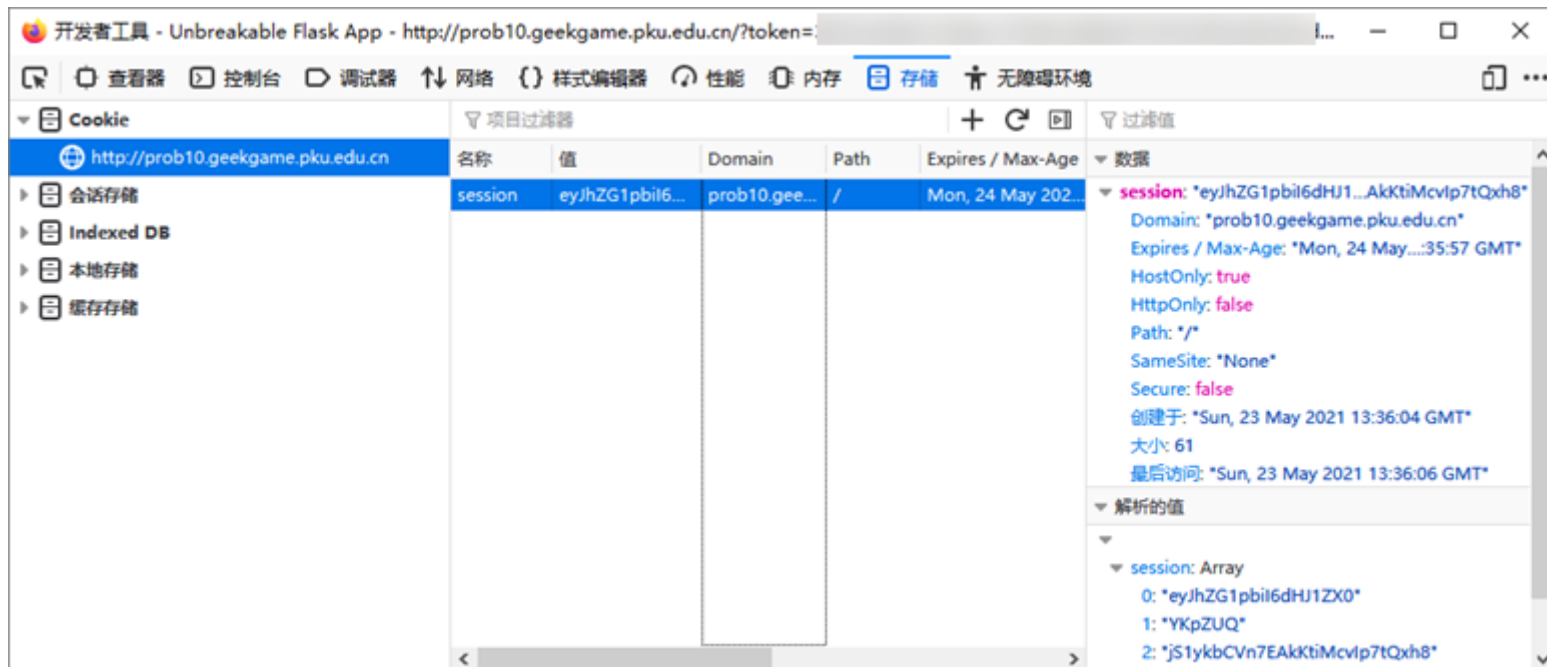 开发者工具 - Unbreakable Flask App - http://prob10.geekgame.pku.edu.cn/?token=
查看器 控制台 调试器 网络 {} 样式编辑器 性能 内存 存储 无障碍环境
Cookie
http://prob10.geekgame.pku.edu.cn
会话存储
Indexed DB
本地存储
缓存存储
项目过滤器
名称 值 Domain Path Expires / Max-Age
session eyJhZG1pbiI6... prob10.gee... / Mon, 24 May 202...
过滤值
数据
session: "eyJhZG1pbiI6dHJ1...AkKtiMcvIp7tQxh8"
Domain: "prob10.geekgame.pku.edu.cn"
Expires / Max-Age: "Mon, 24 May...:35:57 GMT"
HostOnly: true
HttpOnly: false
Path: "/"
SameSite: "None"
Secure: false
创建于: "Sun, 23 May 2021 13:36:04 GMT"
大小: 61
最后访问: "Sun, 23 May 2021 13:36:06 GMT"
解析的值
session: Array
0: "eyJhZG1pbiI6dHJ1ZX0"
1: "YKpZUQ"
2: "jS1ykbCVn7EAkKtiMcvIp7tQxh8"